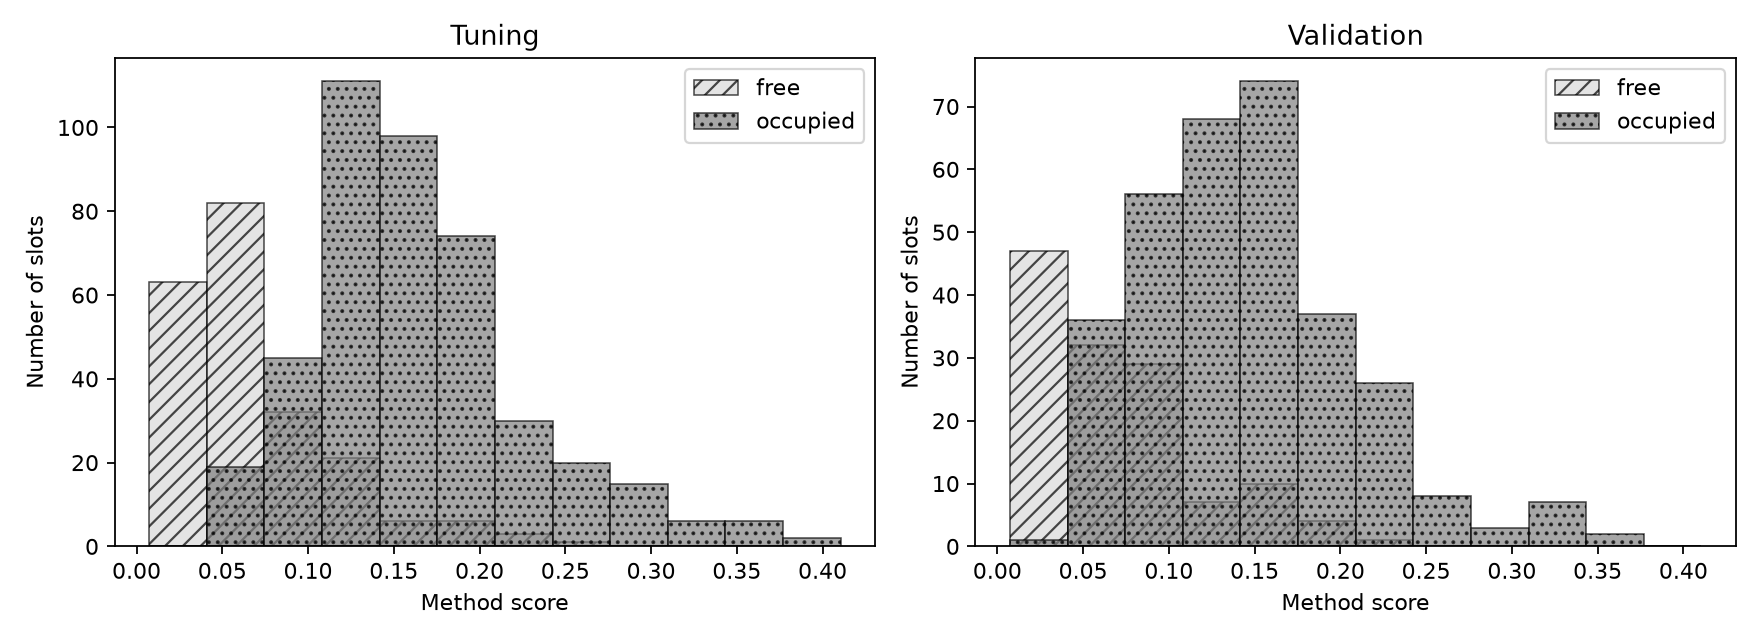 Tuning
Number of slots
100
80
60
40
20
0
free
occupied
0.00 0.05 0.10 0.15 0.20 0.25 0.30 0.35 0.40
Method score
Validation
Number of slots
70
60
50
40
30
20
10
0
free
occupied
0.00 0.05 0.10 0.15 0.20 0.25 0.30 0.35 0.40
Method score